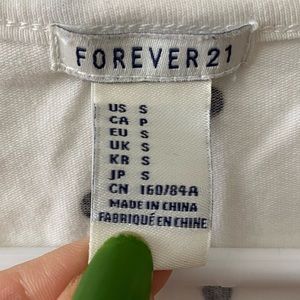 FOREVER21
US S
CA P
EU S
UK S
KR S
JP S
CN 160/84A
MADE IN CHINA
FABRIQUÉ EN CHINE